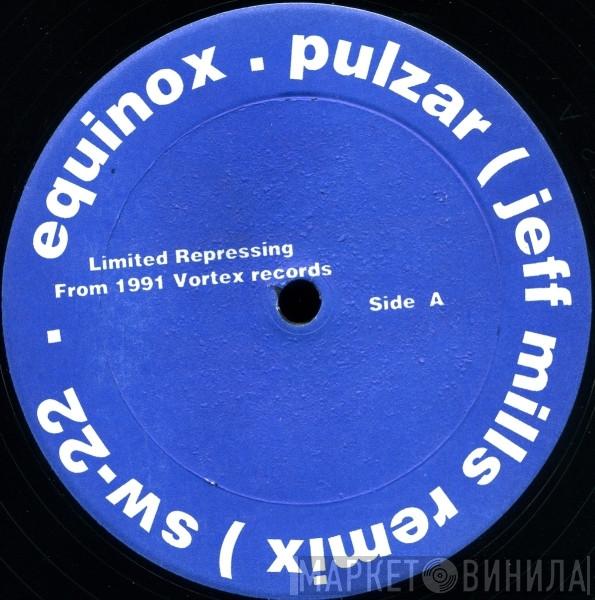 equinox . pulzar ( jeff mills remix ) sw-22 .
Limited Repressing
From 1991 Vortex records
Side A
МАРКЕТ ВИНИЛА